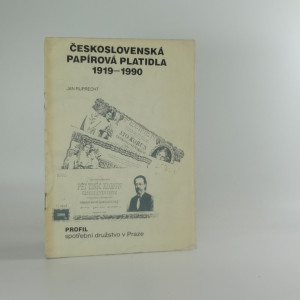 ČESKOSLOVENSKÁ
PAPÍROVÁ PLATIDLA
1919—1990
JAN RUPRECHT
PROFIL
spotřební družstvo v Praze